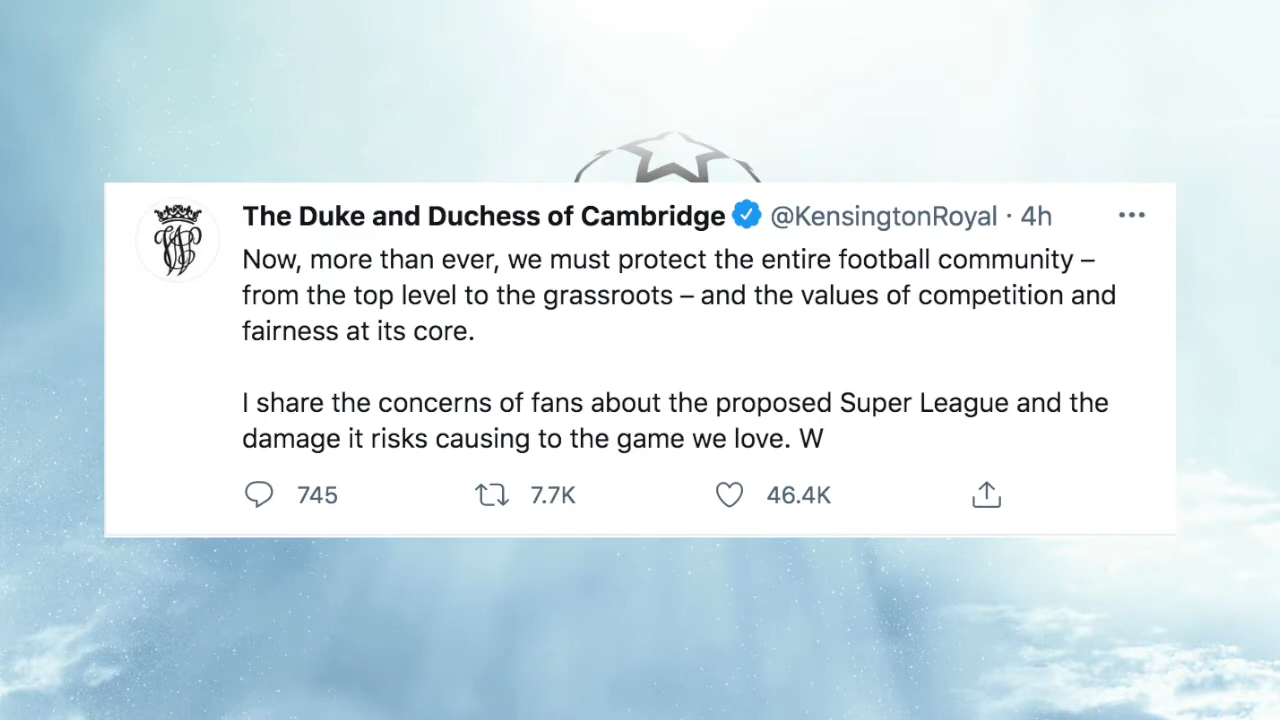 The Duke and Duchess of Cambridge @KensingtonRoyal · 4h
Now, more than ever, we must protect the entire football community –
from the top level to the grassroots – and the values of competition and
fairness at its core.
I share the concerns of fans about the proposed Super League and the
damage it risks causing to the game we love. W
745 7.7K 46.4K